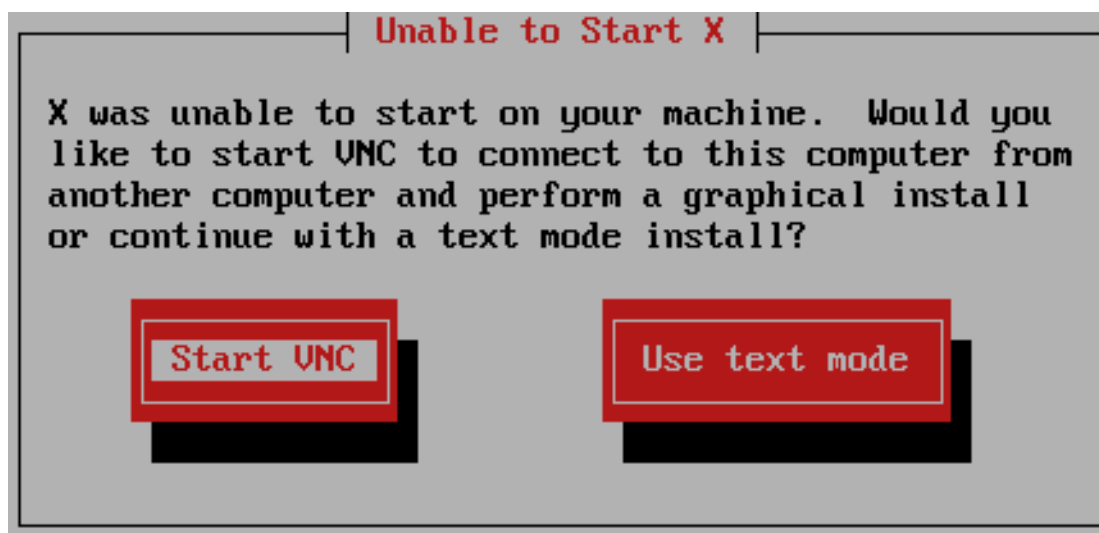 Unable to Start X
X was unable to start on your machine.  Would you
like to start VNC to connect to this computer from
another computer and perform a graphical install
or continue with a text mode install?
Start VNC
Use text mode